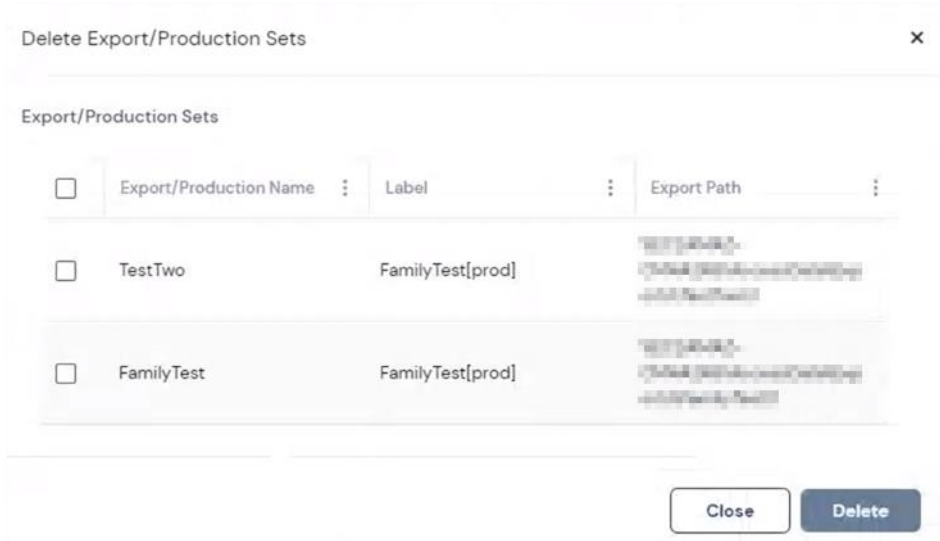 Delete Export/Production Sets
Export/Production Sets
Export/Production Name Label Export Path
TestTwo FamilyTest[prod]
FamilyTest FamilyTest[prod]
Close Delete